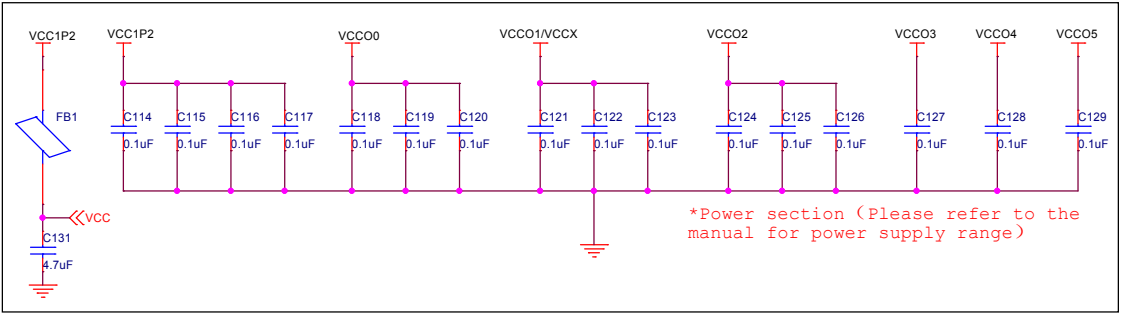 VCC1P2 VCC1P2 VCCO0 VCCO1/VCCX VCCO2 VCCO3 VCCO4 VCCO5
FB1 C114 C115 C116 C117 C118 C119 C120 C121 C122 C123 C124 C125 C126 C127 C128 C129
0.1uF 0.1uF 0.1uF 0.1uF 0.1uF 0.1uF 0.1uF 0.1uF 0.1uF 0.1uF 0.1uF 0.1uF 0.1uF 0.1uF 0.1uF 0.1uF
VCC
*Power section（Please refer to the
manual for power supply range)
C131
4.7uF